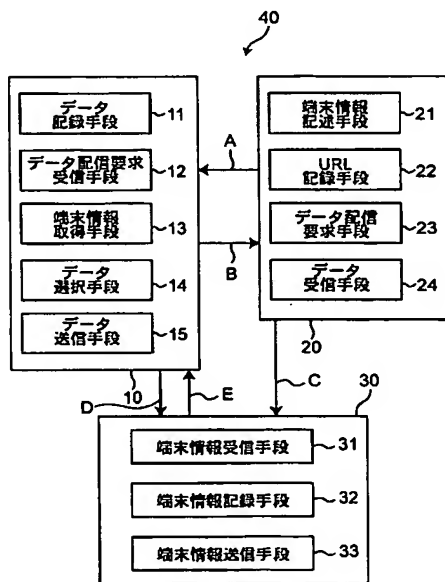 40
データ
記録手段
11
データ配信要求
受信手段
12
端末情報
取得手段
13
データ
選択手段
14
データ
送信手段
15
10
A
B
端末情報
記述手段
21
URL
記録手段
22
データ配信
要求手段
23
データ
受信手段
24
20
C
D
E
30
端末情報受信手段
31
端末情報記録手段
32
端末情報送信手段
33